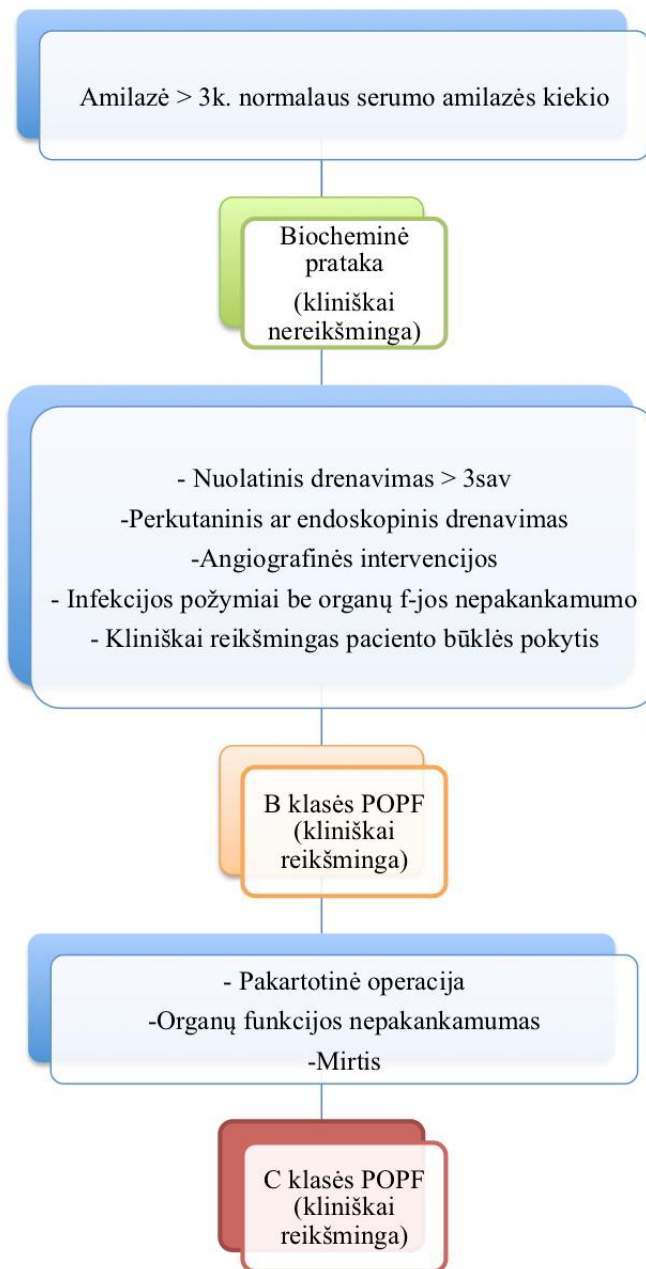 Amilazė > 3k. normalaus serumo amilazės kiekio
Biocheminė
prataka
(kliniškai
nereikšminga)
- Nuolatinis drenavimas > 3sav
-Perkutaninis ar endoskopinis drenavimas
-Angiografinės intervencijos
- Infekcijos požymiai be organų f-jos nepakankamumo
- Kliniškai reikšmingas paciento būklės pokytis
B klasės POPF
(kliniškai
reikšminga)
- Pakartotinė operacija
-Organų funkcijos nepakankamumas
-Mirtis
C klasės POPF
(kliniškai
reikšminga)